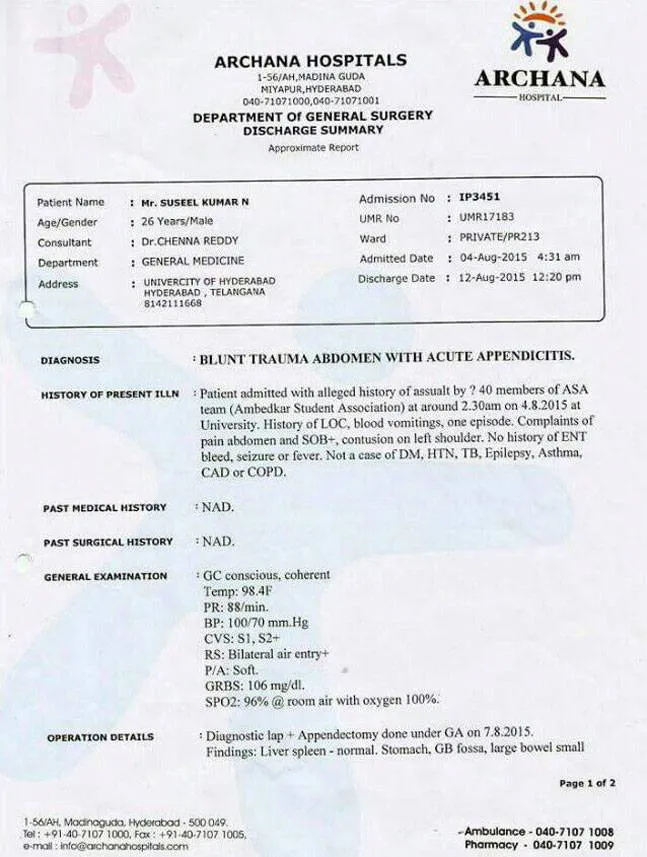 ARCHANA HOSPITALS
1-56/AH,MADINA GUDA
MIYAPUR,HYDERABAD
040-71071000,040-71071001
DEPARTMENT Of GENERAL SURGERY
DISCHARGE SUMMARY
Approximate Report
ARCHANA
HOSPITAL
Patient Name : Mr. SUSEEL KUMAR N
Age/Gender : 26 Years/Male
Consultant : Dr.CHENNA REDDY
Department : GENERAL MEDICINE
Address : UNIVERCITY OF HYDERABAD
HYDERABAD , TELANGANA
8142111668
Admission No : IP3451
UMR No : UMR17183
Ward : PRIVATE/PR213
Admitted Date : 04-Aug-2015 4:31 am
Discharge Date : 12-Aug-2015 12:20 pm
DIAGNOSIS : BLUNT TRAUMA ABDOMEN WITH ACUTE APPENDICITIS.
HISTORY OF PRESENT ILLN : Patient admitted with alleged history of assualt by ? 40 members of ASA
team (Ambedkar Student Association) at around 2.30am on 4.8.2015 at
University. History of LOC, blood vomitings, one episode. Complaints of
pain abdomen and SOB+, contusion on left shoulder. No history of ENT
bleed, seizure or fever. Not a case of DM, HTN, TB, Epilepsy, Asthma,
CAD or COPD.
PAST MEDICAL HISTORY : NAD.
PAST SURGICAL HISTORY : NAD.
GENERAL EXAMINATION : GC conscious, coherent
Temp: 98.4F
PR: 88/min.
BP: 100/70 mm.Hg
CVS: S1, S2+
RS: Bilateral air entry+
P/A: Soft.
GRBS: 106 mg/dl.
SPO2: 96% @ room air with oxygen 100%.
OPERATION DETAILS : Diagnostic lap + Appendectomy done under GA on 7.8.2015.
Findings: Liver spleen - normal. Stomach, GB fossa, large bowel small
Page 1 of 2
1-56/AH, Madinaguda, Hyderabad - 500 049.
Tel : +91-40-7107 1000, Fax : +91-40-7107 1005,
e-mail : info@archanahospitals.com
Ambulance - 040-7107 1008
Pharmacy - 040-7107 1009